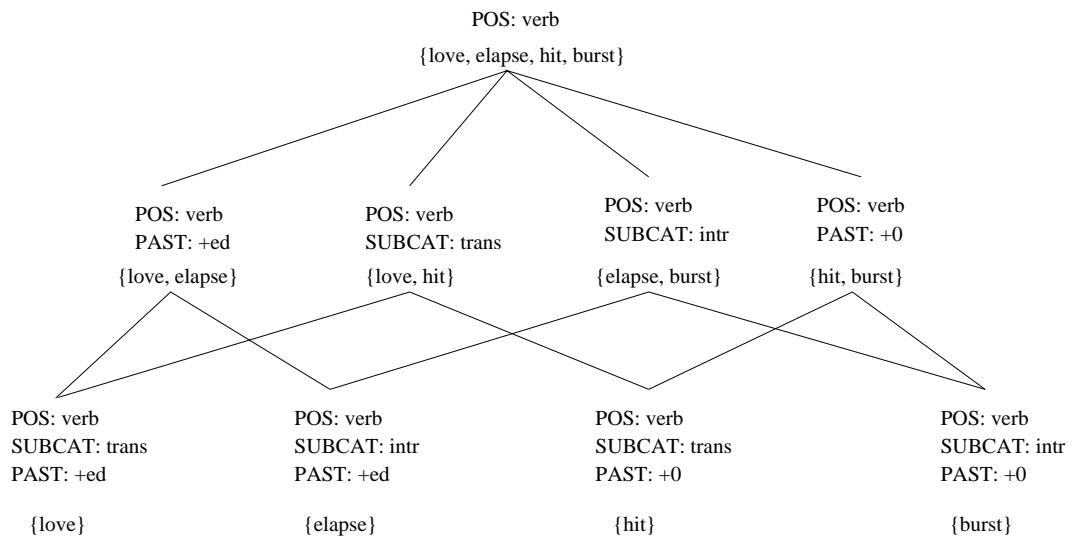 POS: verb
{love, elapse, hit, burst}
POS: verb
PAST: +ed
{love, elapse}
POS: verb
SUBCAT: trans
{love, hit}
POS: verb
SUBCAT: intr
{elapse, burst}
POS: verb
PAST: +0
{hit, burst}
POS: verb
SUBCAT: trans
PAST: +ed
{love}
POS: verb
SUBCAT: intr
PAST: +ed
{elapse}
POS: verb
SUBCAT: trans
PAST: +0
{hit}
POS: verb
SUBCAT: intr
PAST: +0
{burst}